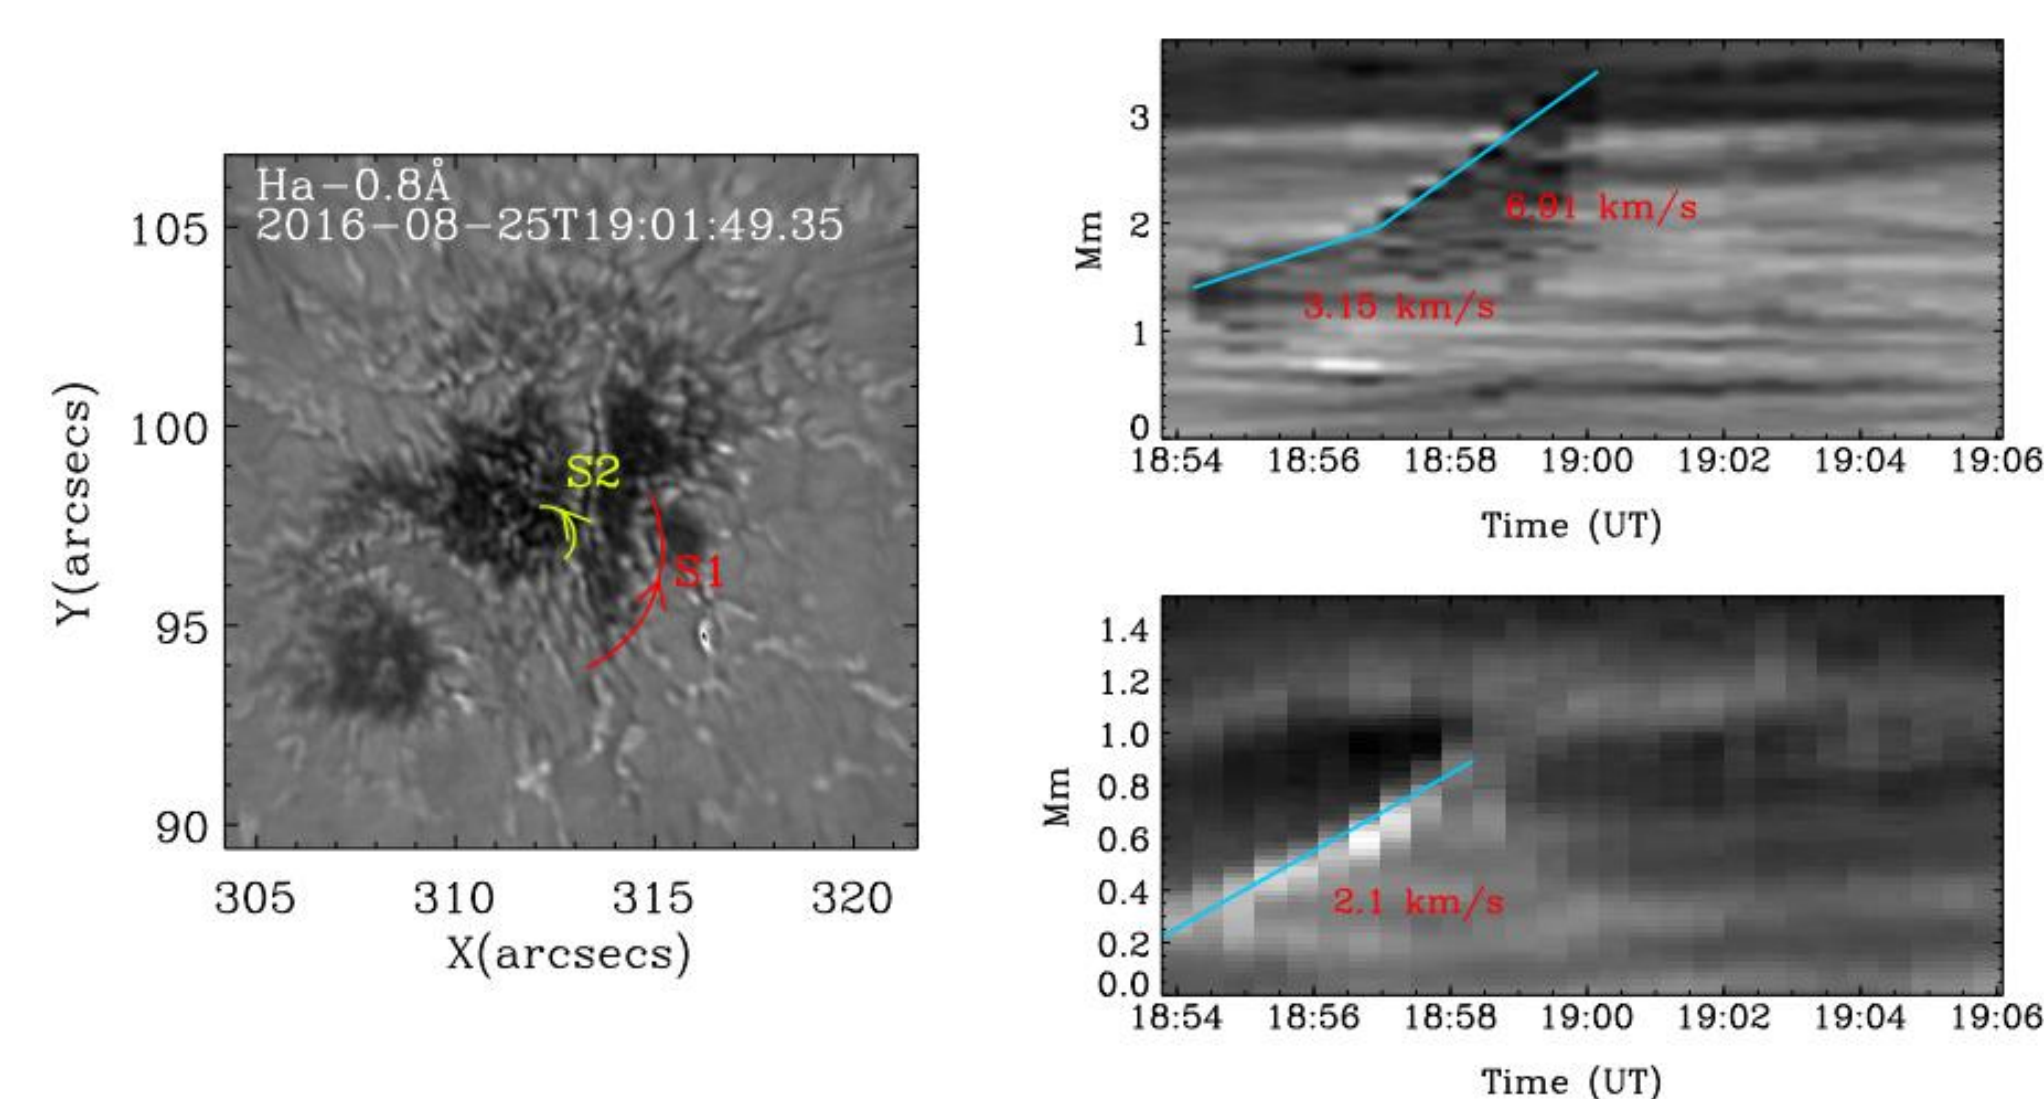 Ha-0.8Å
2016-08-25T19:01:49.35
105
100
95
90
Y(arcsecs)
S2
S1
305 310 315 320
X(arcsecs)
3
2
1
0
Mm
6.91 km/s
3.15 km/s
18:54 18:56 18:58 19:00 19:02 19:04 19:06
Time (UT)
1.4
1.2
1.0
0.8
0.6
0.4
0.2
0.0
Mm
2.1 km/s
18:54 18:56 18:58 19:00 19:02 19:04 19:06
Time (UT)